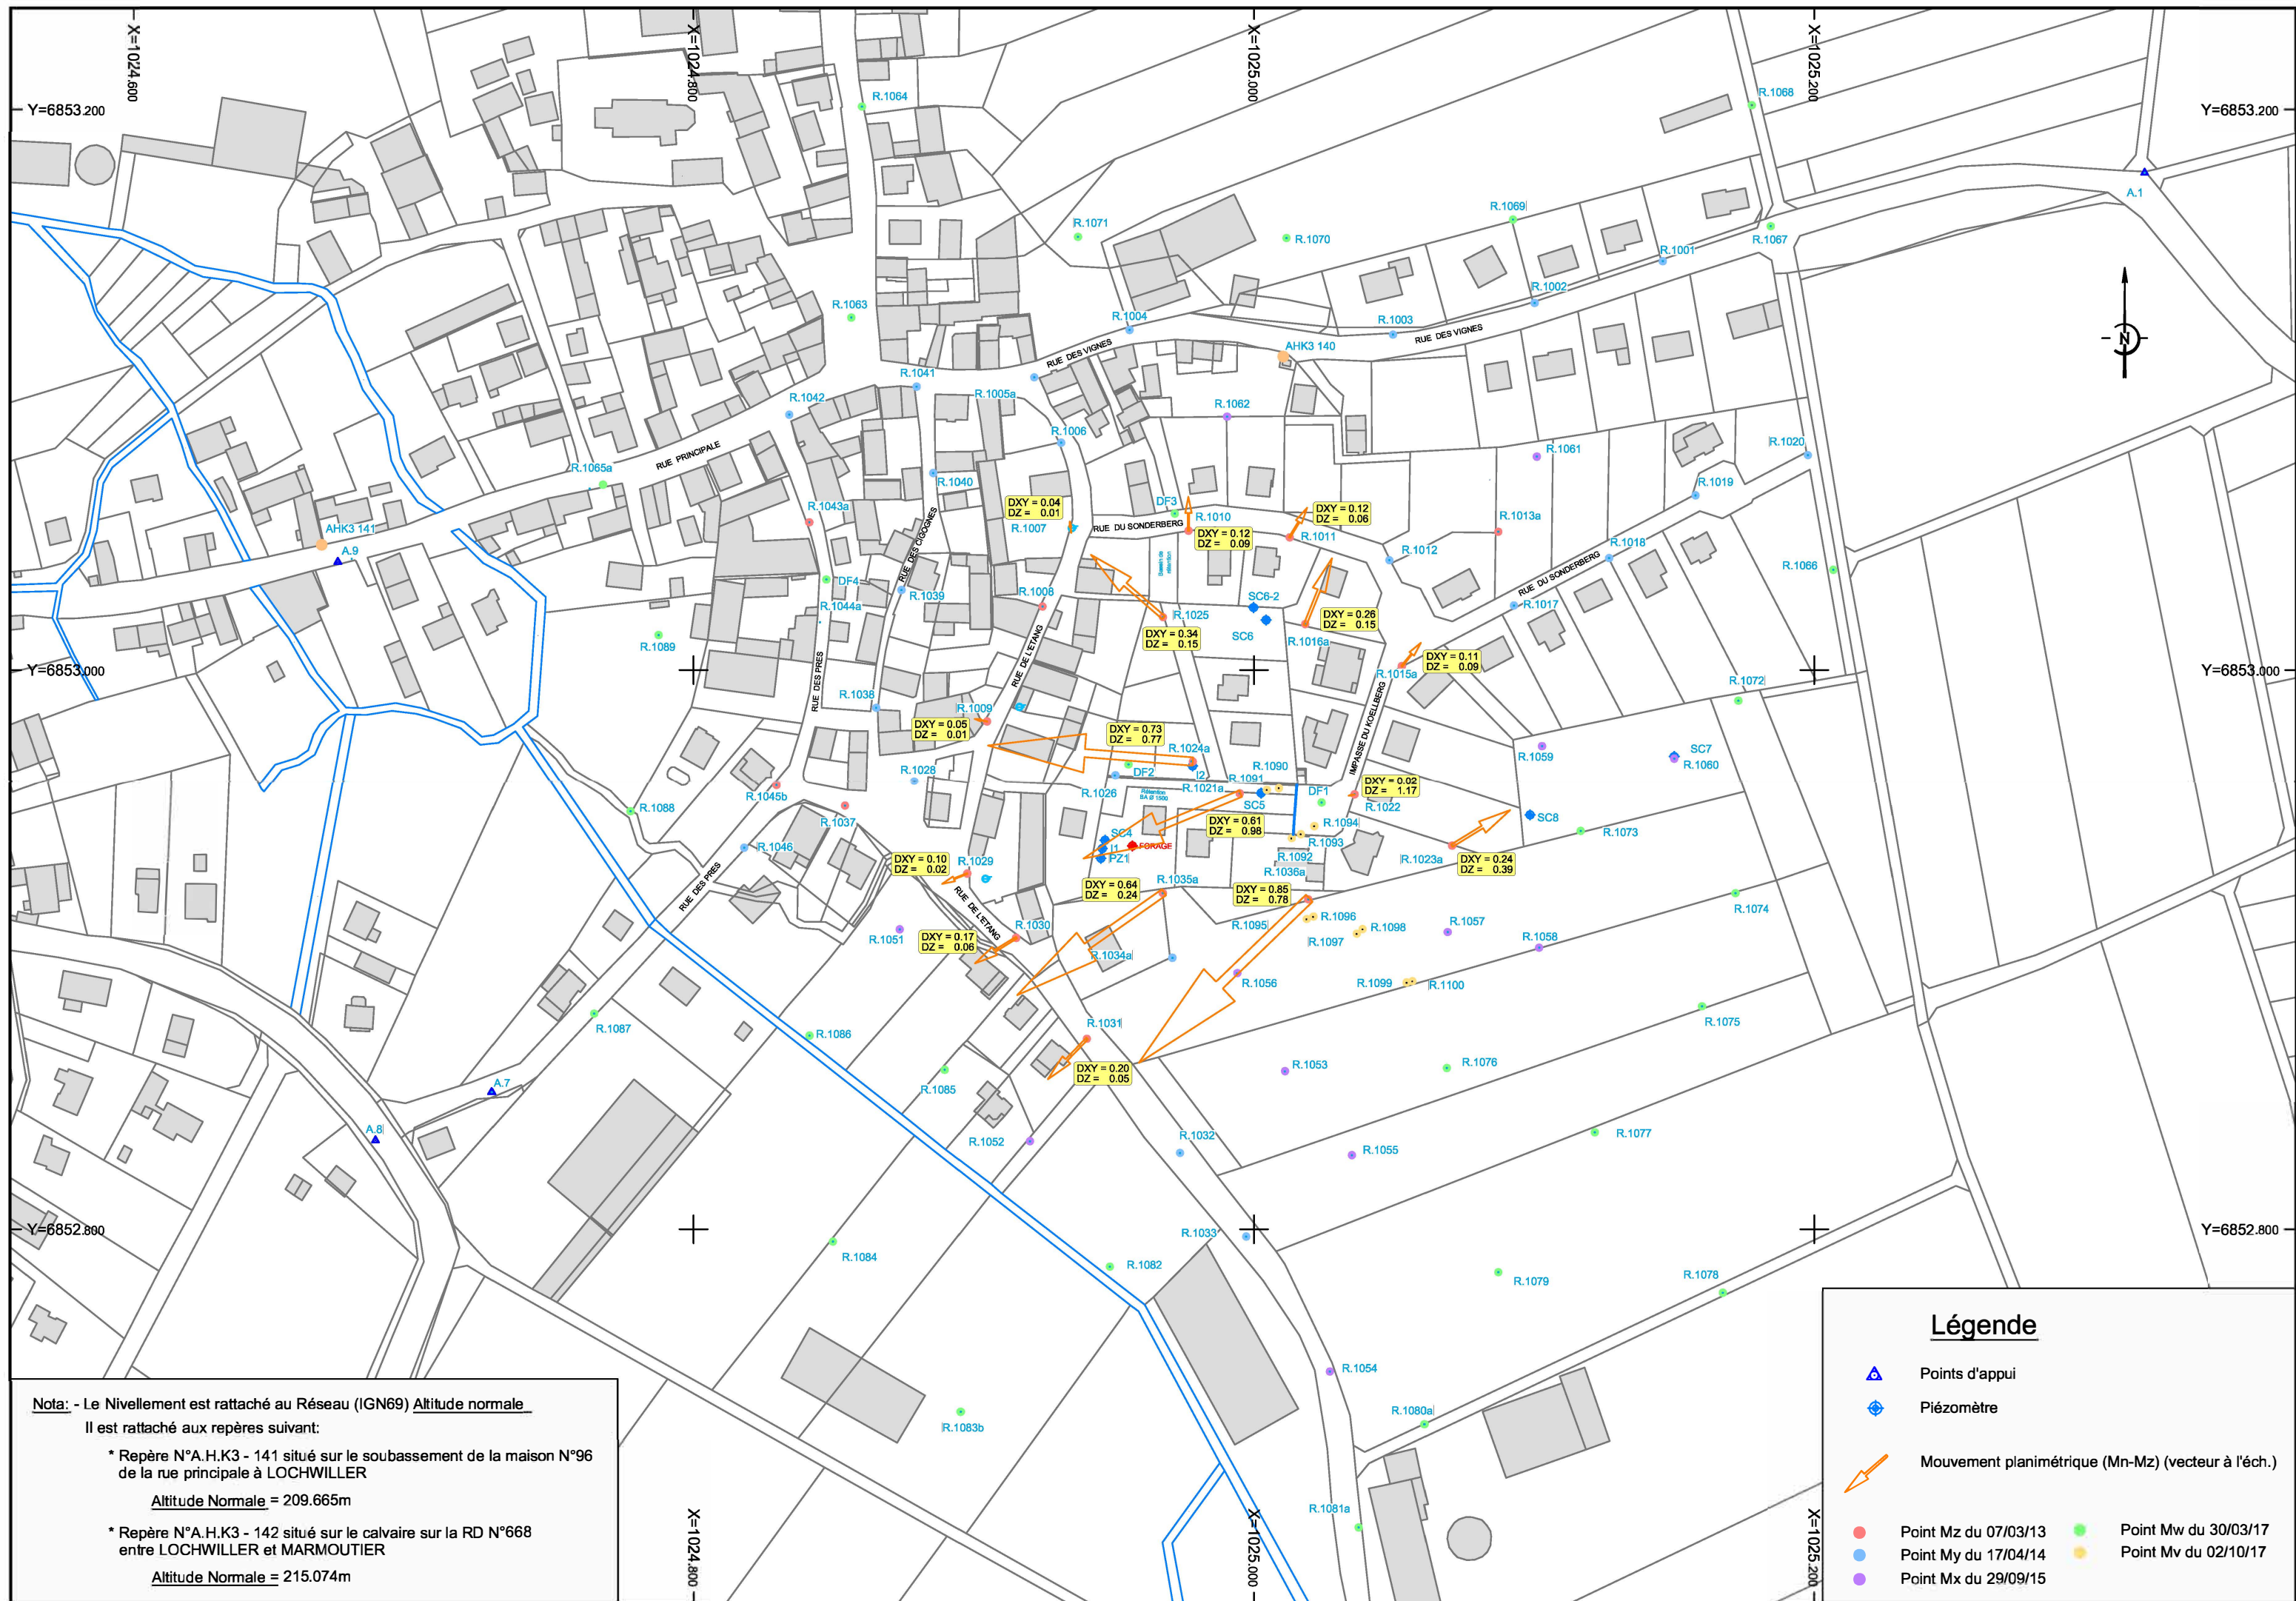 X=1024.600
X=1024.800
X=1025.000
X=1025.200
Y=6853.200
Y=6853.200
R.1064
R.1068
A.1
R.1069
R.1071
R.1070
R.1067
R.1001
R.1002
R.1063
R.1004
R.1003
RUE DES VIGNES
RUE DES VIGNES
AHK3 140
R.1041
R.1042
R.1005a
R.1062
R.1006
R.1020
R.1061
RUE PRINCIPALE
R.1065a
R.1040
R.1019
DXY = 0.04
DZ = 0.01
R.1007
DF3
R.1010
RUE DU SONDERBERG
DXY = 0.12
DZ = 0.09
DXY = 0.12
DZ = 0.06
R.1011
R.1013a
R.1043a
AHK3 141
A.9
RUE DES CIGOGNES
Bassin de
rétention
R.1012
R.1018
RUE DU SONDERBERG
R.1066
DF4
R.1039
R.1044a
R.1008
R.1025
SC6-2
SC6
R.1017
DXY = 0.34
DZ = 0.15
DXY = 0.26
DZ = 0.15
R.1016a
R.1089
RUE DE L'ETANG
DXY = 0.11
DZ = 0.09
R.1015a
Y=6853.000
Y=6853.000
RUE DES PRES
R.1038
R.1009
R.1072
DXY = 0.05
DZ = 0.01
DXY = 0.73
DZ = 0.77
R.1024a
IMPASSE DU KOELLBERG
R.1059
SC7
R.1060
R.1028
DF2
I2
R.1090
R.1045b
R.1026
R.1021a
R.1091
DXY = 0.02
DZ = 1.17
Rétention
BA Ø 1500
SC5
DF1
R.1022
R.1088
R.1037
DXY = 0.61
DZ = 0.98
R.1094
SC8
R.1073
SC4
I1
PZ1
FORAGE
R.1093
R.1092
R.1046
DXY = 0.10
DZ = 0.02
R.1029
R.1036a
R.1023a
DXY = 0.24
DZ = 0.39
DXY = 0.64
DZ = 0.24
R.1035a
DXY = 0.85
DZ = 0.78
RUE DES PRES
RUE DE L'ETANG
R.1074
R.1051
DXY = 0.17
DZ = 0.06
R.1030
R.1095
R.1096
R.1097
R.1098
R.1057
R.1058
R.1034a
R.1056
R.1099
R.1100
R.1087
R.1086
R.1031
R.1075
DXY = 0.20
DZ = 0.05
R.1053
R.1076
A.7
R.1085
A.8
R.1052
R.1032
R.1055
R.1077
Y=6852.800
Y=6852.800
R.1033
R.1084
R.1082
R.1079
R.1078
R.1054
R.1083b
R.1080a
R.1081a
X=1024.800
X=1025.000
X=1025.200
Nota: - Le Nivellement est rattaché au Réseau (IGN69) Altitude normale
Il est rattaché aux repères suivant:
* Repère N°A.H.K3 - 141 situé sur le soubassement de la maison N°96
de la rue principale à LOCHWILLER
Altitude Normale = 209.665m
* Repère N°A.H.K3 - 142 situé sur le calvaire sur la RD N°668
entre LOCHWILLER et MARMOUTIER
Altitude Normale = 215.074m
Légende
Points d'appui
Piézomètre
Mouvement planimétrique (Mn-Mz) (vecteur à l'éch.)
Point Mz du 07/03/13
Point Mw du 30/03/17
Point My du 17/04/14
Point Mv du 02/10/17
Point Mx du 29/09/15
N